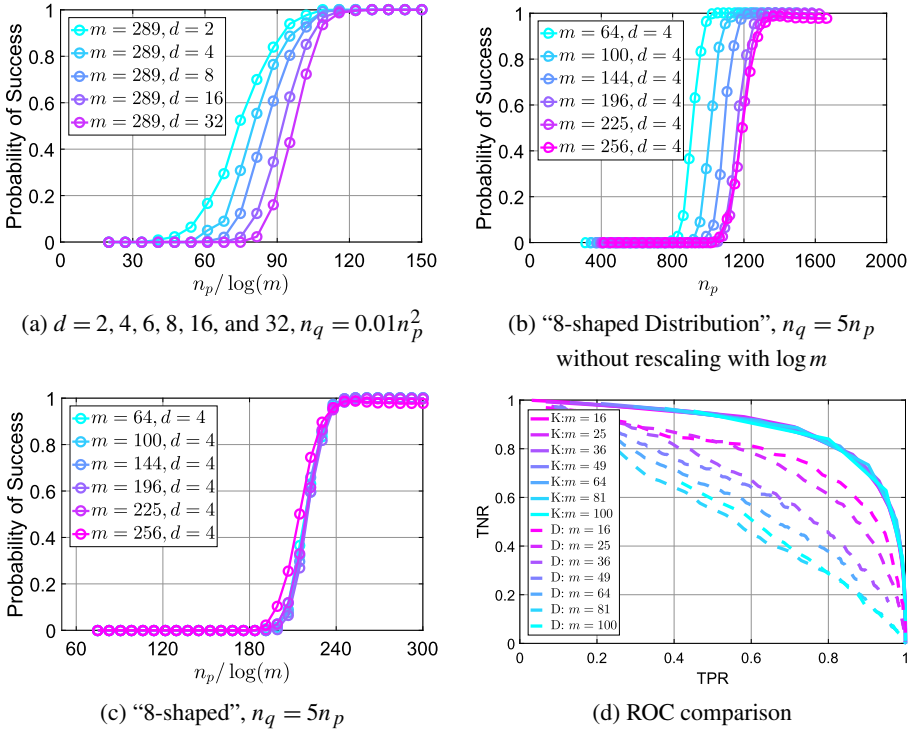 Probability of Success
1
0.8
0.6
0.4
0.2
0
m = 289, d = 2
m = 289, d = 4
m = 289, d = 8
m = 289, d = 16
m = 289, d = 32
0 30 60 90 120 150
n_p/ log(m)
(a) d = 2, 4, 6, 8, 16, and 32, n_q = 0.01n_p^2
Probability of Success
1
0.8
0.6
0.4
0.2
0
m = 64, d = 4
m = 100, d = 4
m = 144, d = 4
m = 196, d = 4
m = 225, d = 4
m = 256, d = 4
0 400 800 1200 1600 2000
n_p
(b) “8-shaped Distribution”, n_q = 5n_p
without rescaling with log m
Probability of Success
1
0.8
0.6
0.4
0.2
0
m = 64, d = 4
m = 100, d = 4
m = 144, d = 4
m = 196, d = 4
m = 225, d = 4
m = 256, d = 4
60 120 180 240 300
n_p/ log(m)
(c) “8-shaped”, n_q = 5n_p
TNR
1
0.8
0.6
0.4
0.2
0
K:m = 16
K:m = 25
K:m = 36
K:m = 49
K:m = 64
K:m = 81
K:m = 100
D: m = 16
D: m = 25
D: m = 36
D: m = 49
D: m = 64
D: m = 81
D: m = 100
0 0.2 0.4 0.6 0.8 1
TPR
(d) ROC comparison